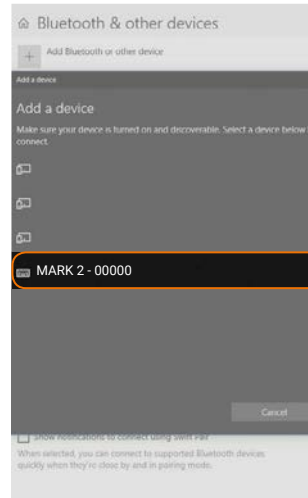 Bluetooth & other devices
Add Bluetooth or other device
Add a device
Add a device
Make sure your device is turned on and discoverable. Select a device below
connect.
MARK 2 - 00000
Cancel
Show notifications to connect using Swift Pair
When selected, you can connect to supported Bluetooth devices
quickly when they're close by and in pairing mode.